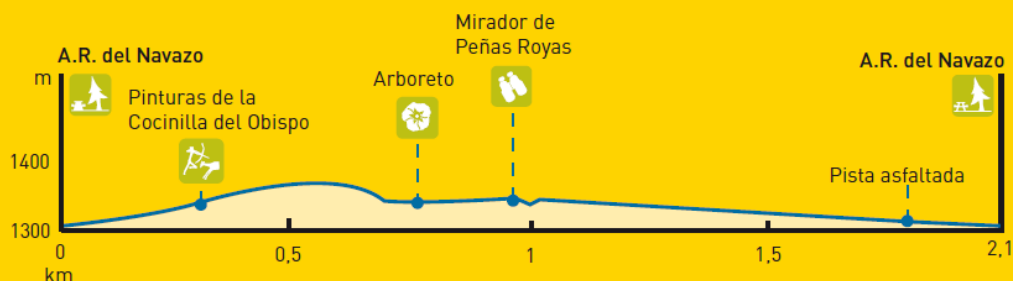 Mirador de
Peñas Royas
A.R. del Navazo
A.R. del Navazo
m
Arboreto
Pinturas de la
Cocinilla del Obispo
1400
Pista asfaltada
1300
0
0,5
1
1,5
2,1
km